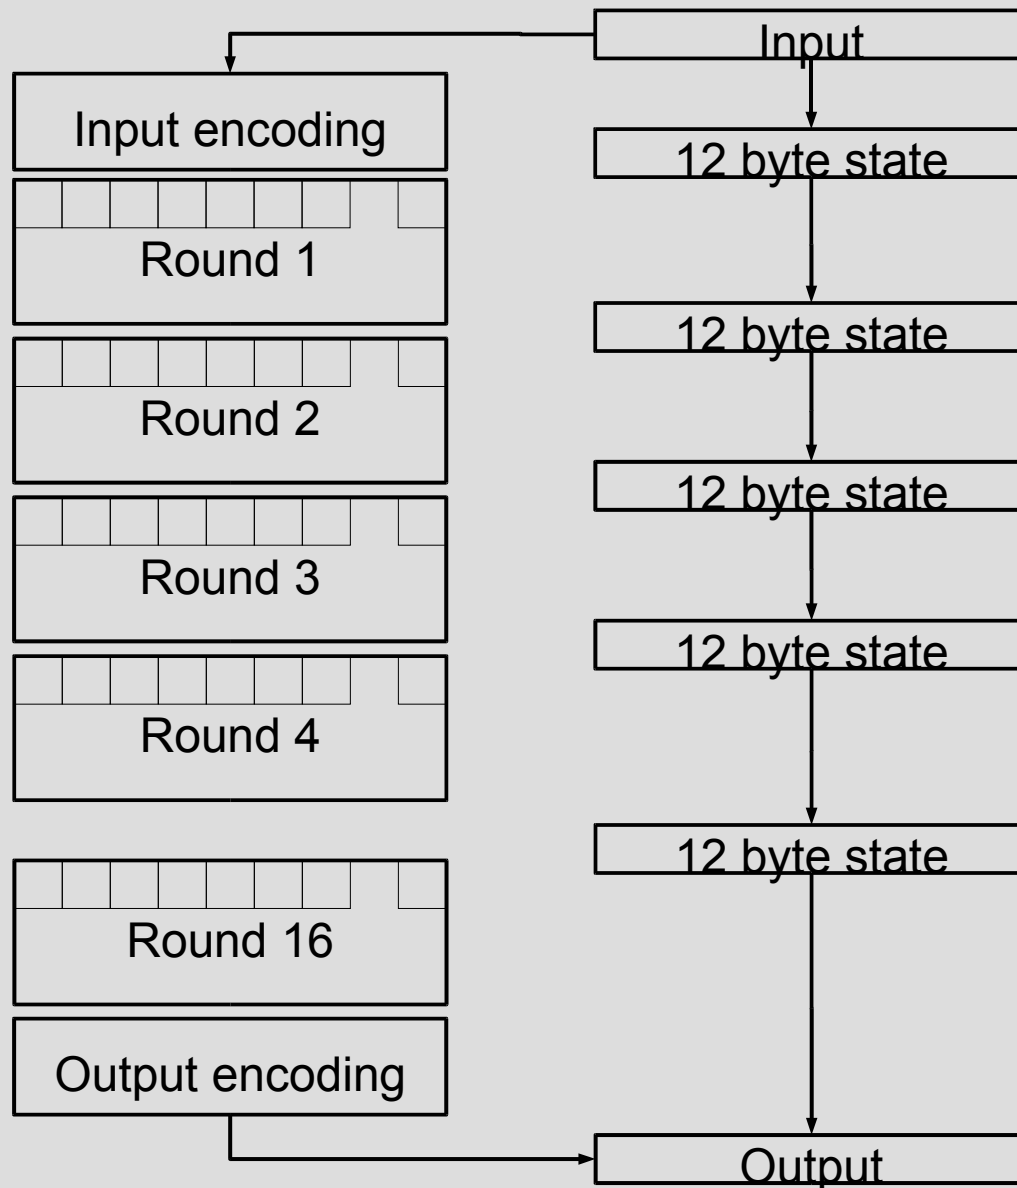 Input
Input encoding
12 byte state
Round 1
12 byte state
Round 2
12 byte state
Round 3
12 byte state
Round 4
12 byte state
Round 16
Output encoding
Output